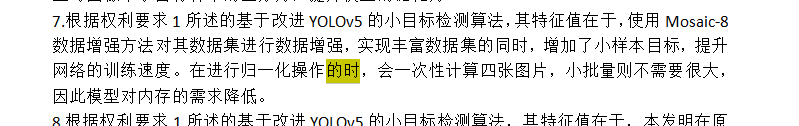 7.根据权利要求 1 所述的基于改进 YOLOv5 的小目标检测算法，其特征值在于，使用 Mosaic-8
数据增强方法对其数据集进行数据增强，实现丰富数据集的同时，增加了小样本目标，提升
网络的训练速度。在进行归一化操作的时，会一次性计算四张图片，小批量则不需要很大，
因此模型对内存的需求降低。
8.根据权利要求 1 所述的基于改进 YOLOv5 的小目标检测算法，其特征值在于，本发明在原